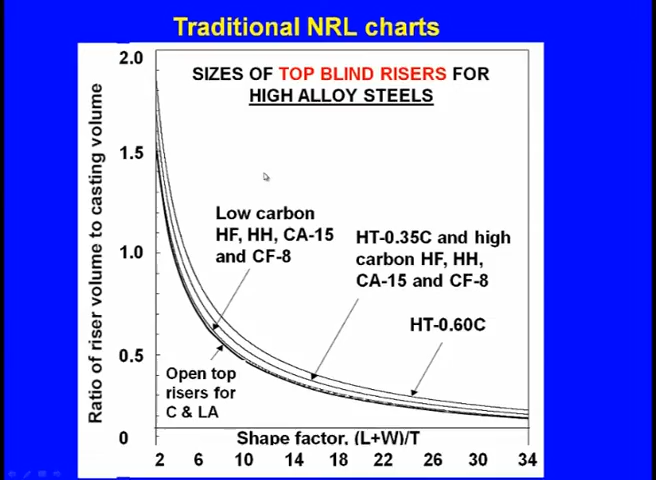 Traditional NRL charts
SIZES OF TOP BLIND RISERS FOR
HIGH ALLOY STEELS
Ratio of riser volume to casting volume
2.0
1.5
1.0
0.5
0
Low carbon
HF, HH, CA-15
and CF-8
HT-0.35C and high
carbon HF, HH,
CA-15 and CF-8
HT-0.60C
Open top
risers for
C & LA
Shape factor, (L+W)/T
2 6 10 14 18 22 26 30 34